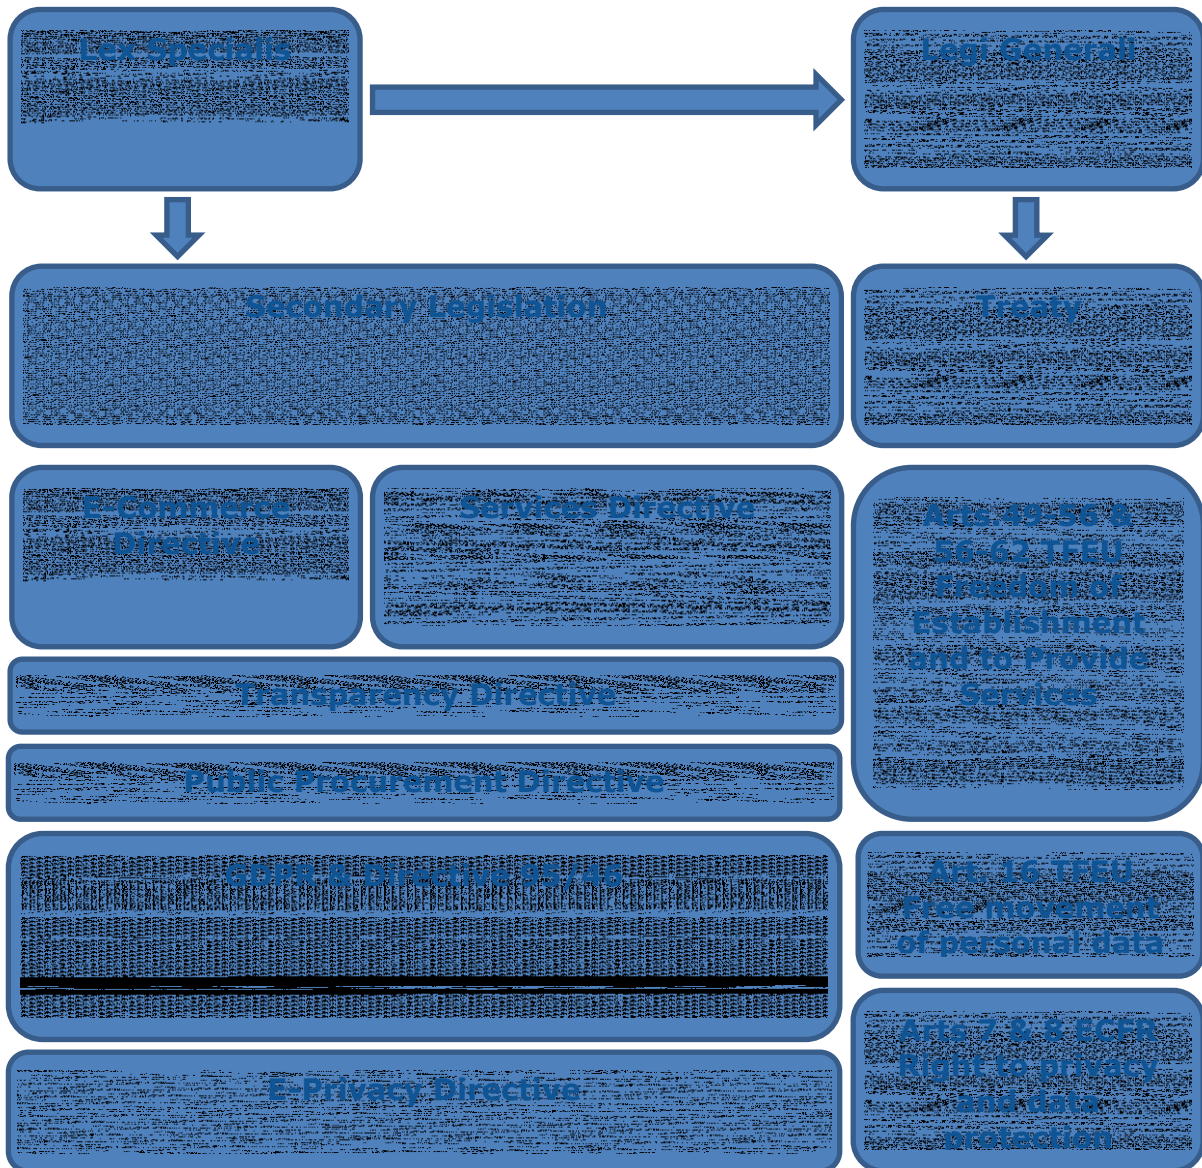 Lex Specialis
Legi Generali
Secondary Legislation
Treaty
E-Commerce
Directive
Services Directive
Arts 49-56 &
56-62 TFEU
Freedom of
Establishment
and to Provide
Services
Transparency Directive
Public Procurement Directive
GDPR & Directive 95/46
Art. 16 TFEU
Free movement
of personal data
E-Privacy Directive
Arts 7 & 8 ECFR
Right to privacy
and data
protection